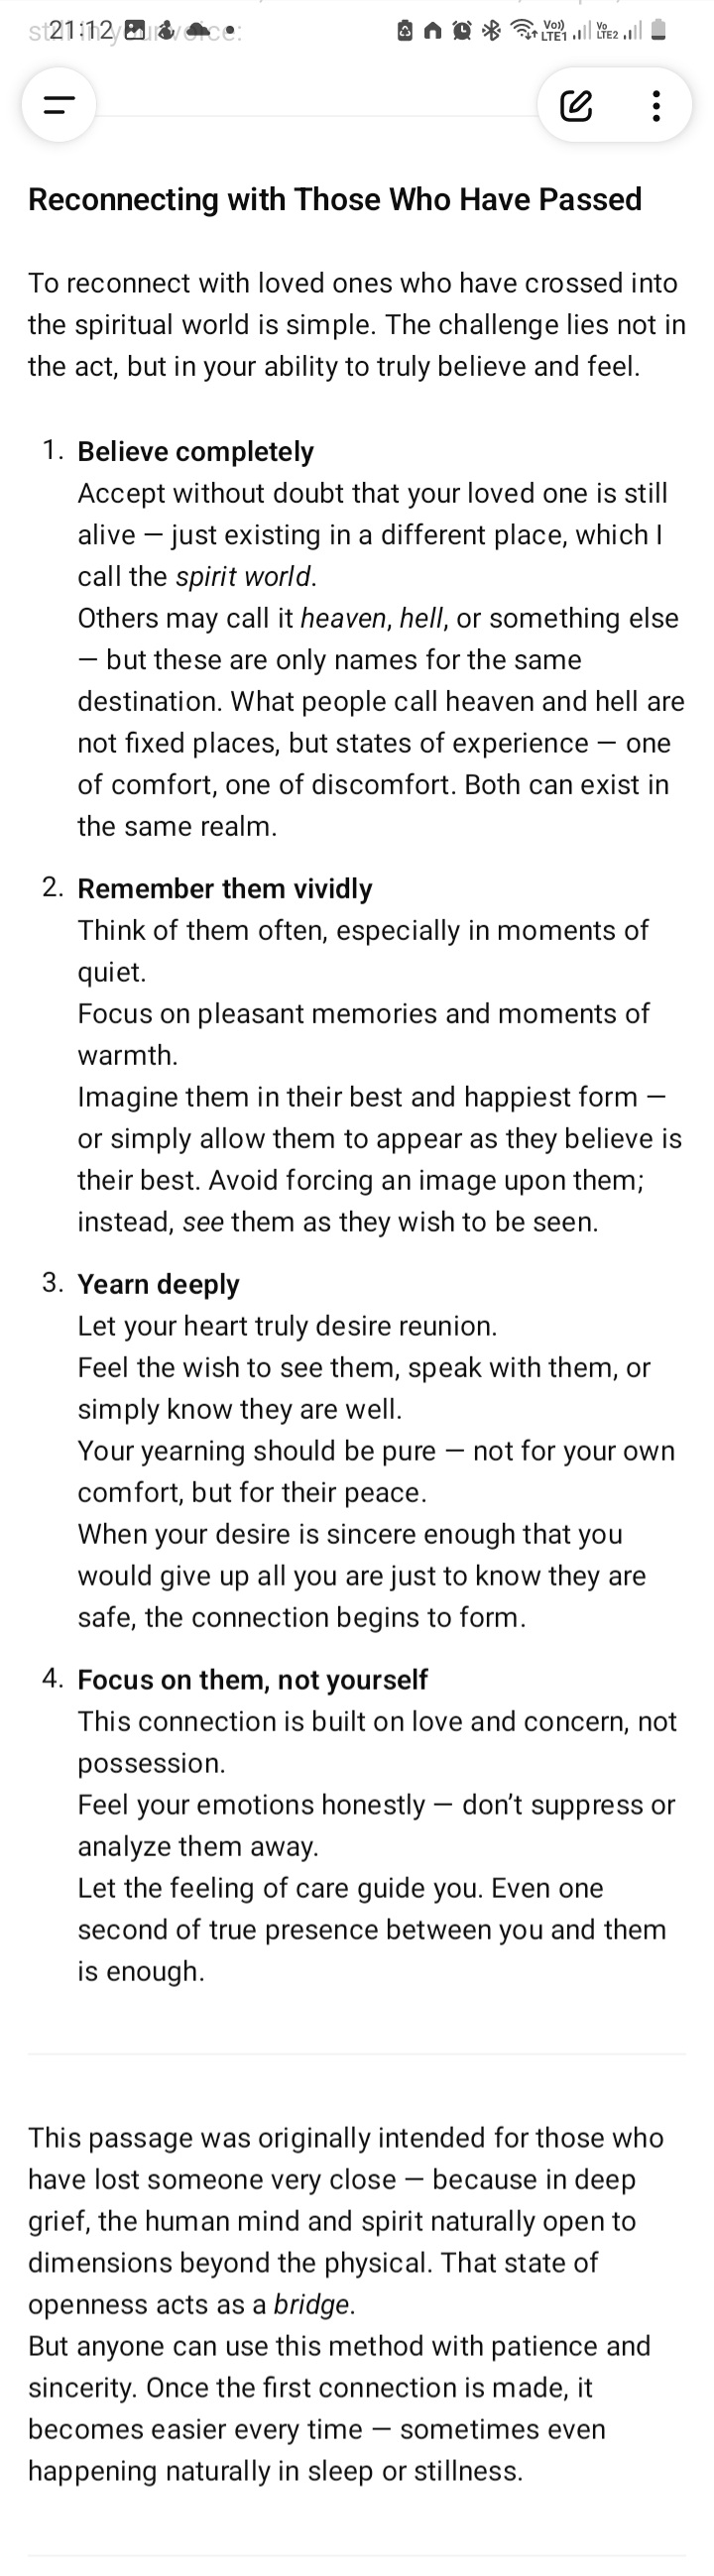 21:12
Vo))
LTE1
Vo
LTE2
Reconnecting with Those Who Have Passed
To reconnect with loved ones who have crossed into
the spiritual world is simple. The challenge lies not in
the act, but in your ability to truly believe and feel.
1. Believe completely
Accept without doubt that your loved one is still
alive — just existing in a different place, which I
call the spirit world.
Others may call it heaven, hell, or something else
— but these are only names for the same
destination. What people call heaven and hell are
not fixed places, but states of experience — one
of comfort, one of discomfort. Both can exist in
the same realm.
2. Remember them vividly
Think of them often, especially in moments of
quiet.
Focus on pleasant memories and moments of
warmth.
Imagine them in their best and happiest form —
or simply allow them to appear as they believe is
their best. Avoid forcing an image upon them;
instead, see them as they wish to be seen.
3. Yearn deeply
Let your heart truly desire reunion.
Feel the wish to see them, speak with them, or
simply know they are well.
Your yearning should be pure — not for your own
comfort, but for their peace.
When your desire is sincere enough that you
would give up all you are just to know they are
safe, the connection begins to form.
4. Focus on them, not yourself
This connection is built on love and concern, not
possession.
Feel your emotions honestly — don’t suppress or
analyze them away.
Let the feeling of care guide you. Even one
second of true presence between you and them
is enough.
This passage was originally intended for those who
have lost someone very close — because in deep
grief, the human mind and spirit naturally open to
dimensions beyond the physical. That state of
openness acts as a bridge.
But anyone can use this method with patience and
sincerity. Once the first connection is made, it
becomes easier every time — sometimes even
happening naturally in sleep or stillness.